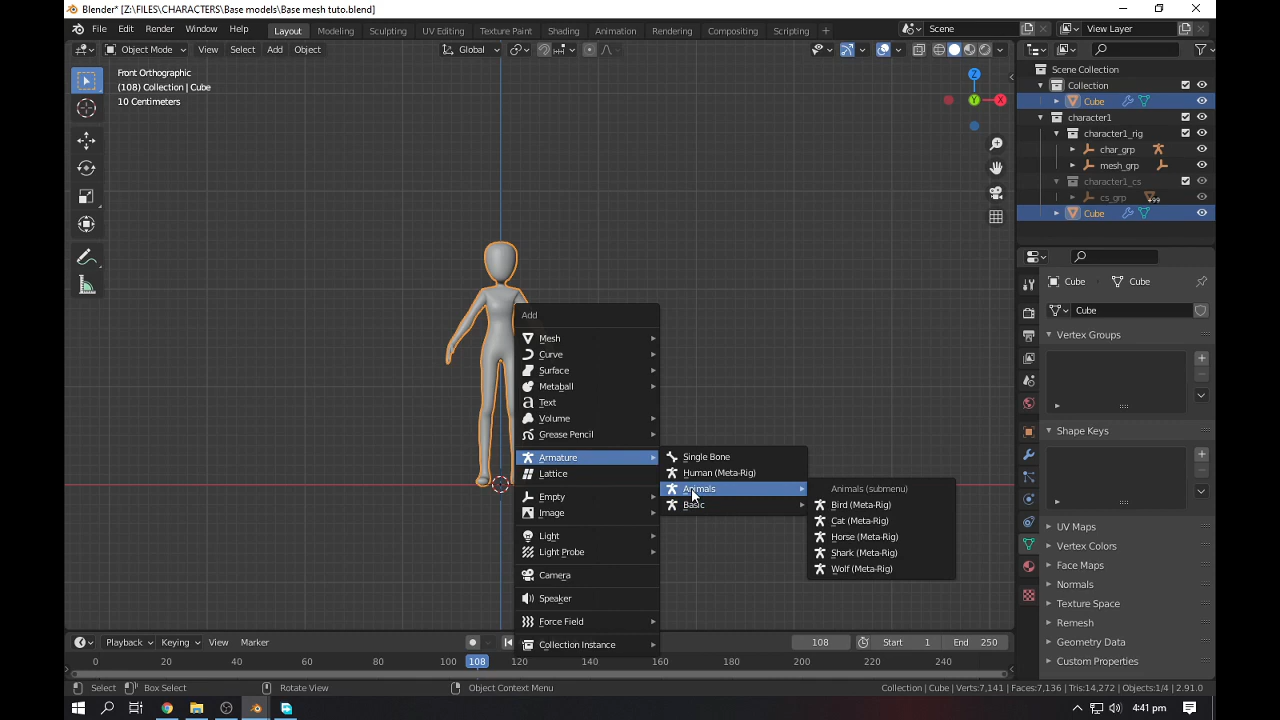 Blender* [Z:\FILES\CHARACTERS\Base models\Base mesh tuto.blend]
File Edit Render Window Help Layout Modeling Sculpting UV Editing Texture Paint Shading Animation Rendering Compositing Scripting + Scene View Layer
Object Mode View Select Add Object Global
Front Orthographic
(108) Collection | Cube
10 Centimeters
Z
Y
X
Scene Collection
Collection
Cube
character1
character1_rig
char_grp
mesh_grp
character1_cs
cs_grp
+99
Cube
Add
Mesh
Curve
Surface
Metaball
Text
Volume
Grease Pencil
Armature
Lattice
Empty
Image
Light
Light Probe
Camera
Speaker
Force Field
Collection Instance
Single Bone
Human (Meta-Rig)
Animals
Basic
Animals (submenu)
Bird (Meta-Rig)
Cat (Meta-Rig)
Horse (Meta-Rig)
Shark (Meta-Rig)
Wolf (Meta-Rig)
Cube Cube
Cube
Vertex Groups
Shape Keys
UV Maps
Vertex Colors
Face Maps
Normals
Texture Space
Remesh
Geometry Data
Custom Properties
Playback Keying View Marker 108 Start 1 End 250
0 20 40 60 80 100 108 120 140 160 180 200 220 240
Select Box Select Rotate View Object Context Menu Collection | Cube | Verts:7,141 | Faces:7,136 | Tris:14,272 | Objects:1/4 | 2.91.0
4:41 pm